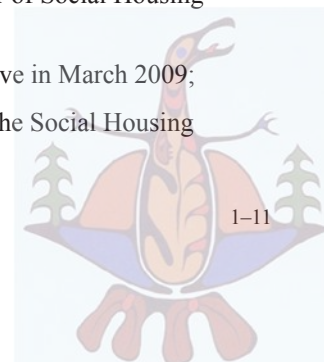 of Social Housing
ve in March 2009;
he Social Housing
1–11